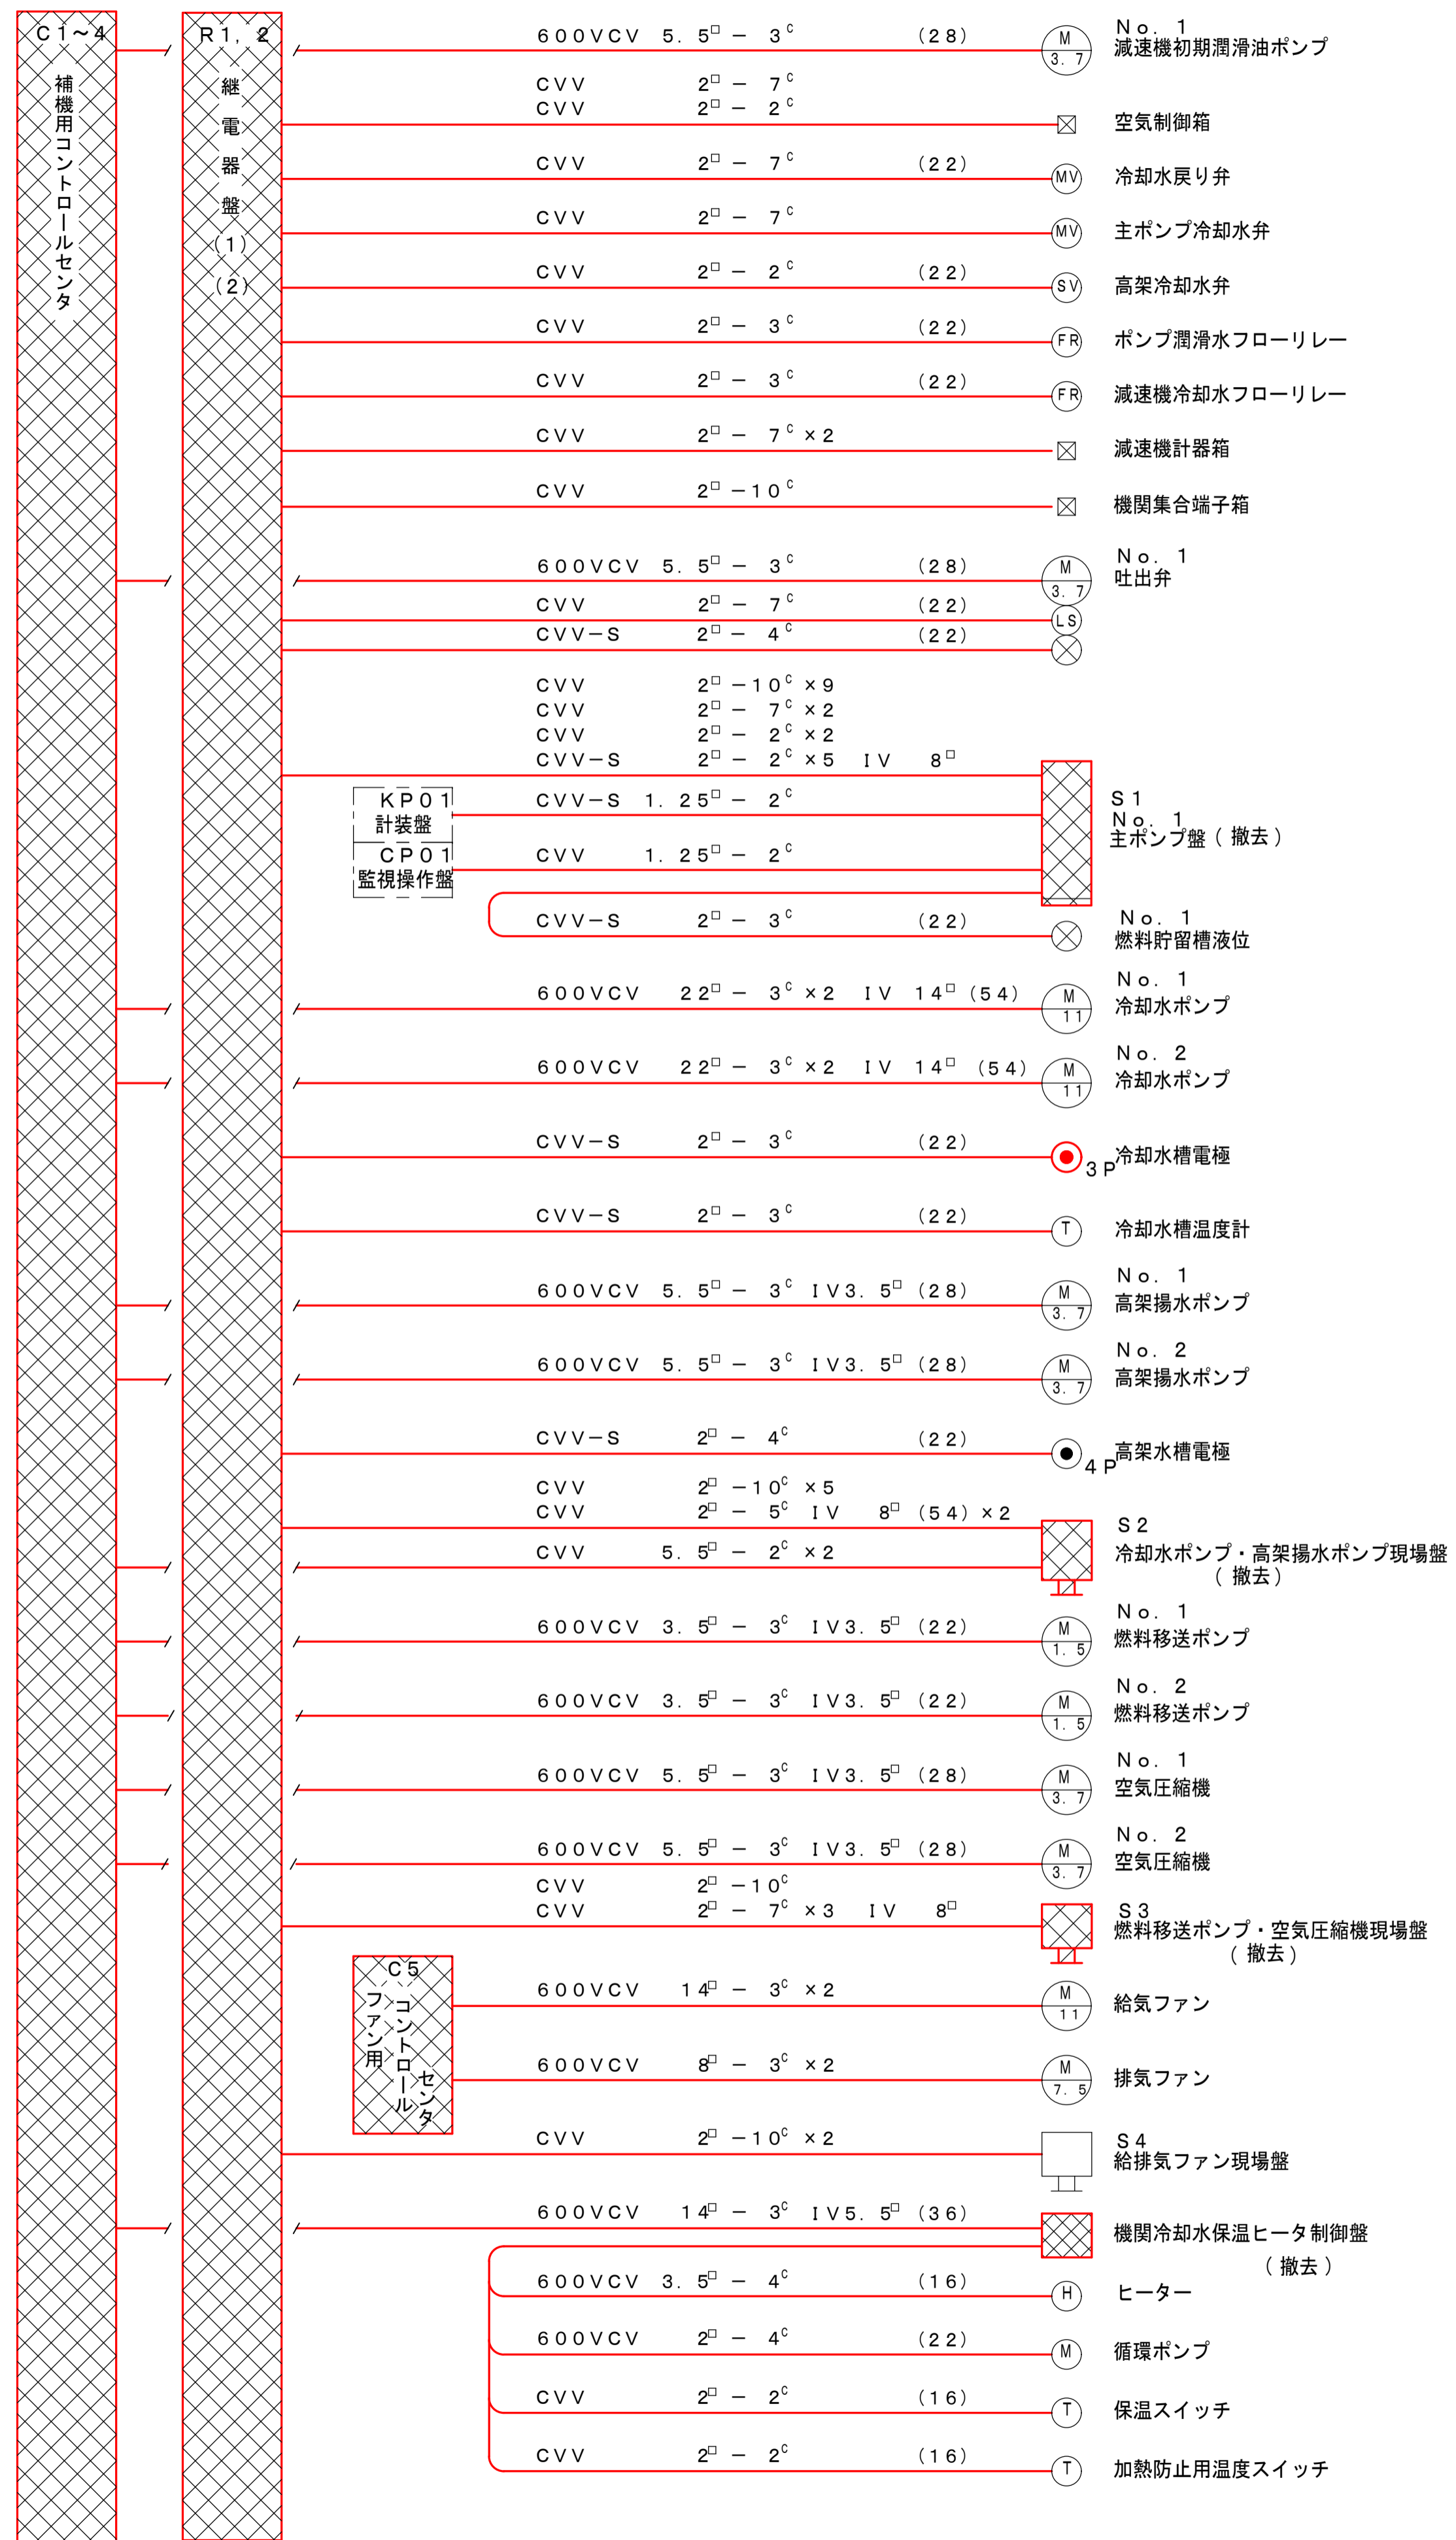 C1~4
補機用コントロールセンタ
R1,2
継電器盤
(1)
(2)
600VCV 5.5□ － 3C (28)
M
3.7
No.1
減速機初期潤滑油ポンプ
CVV 2□ － 7C
CVV 2□ － 2C
空気制御箱
CVV 2□ － 7C (22)
MV
冷却水戻り弁
CVV 2□ － 7C
MV
主ポンプ冷却水弁
CVV 2□ － 2C (22)
SV
高架冷却水弁
CVV 2□ － 3C (22)
FR
ポンプ潤滑水フローリレー
CVV 2□ － 3C (22)
FR
減速機冷却水フローリレー
CVV 2□ － 7C ×2
減速機計器箱
CVV 2□ －10C
機関集合端子箱
600VCV 5.5□ － 3C (28)
M
3.7
No.1
吐出弁
CVV 2□ － 7C (22)
LS
CVV－S 2□ － 4C (22)
CVV 2□ －10C ×9
CVV 2□ － 7C ×2
CVV 2□ － 2C ×2
CVV－S 2□ － 2C ×5 IV 8□
KP01
計装盤
CVV－S 1.25□ － 2C
S1
No.1
主ポンプ盤(撤去)
CP01
監視操作盤
CVV 1.25□ － 2C
CVV－S 2□ － 3C (22)
No.1
燃料貯留槽液位
600VCV 22□ － 3C ×2 IV 14□ (54)
M
11
No.1
冷却水ポンプ
600VCV 22□ － 3C ×2 IV 14□ (54)
M
11
No.2
冷却水ポンプ
CVV－S 2□ － 3C (22)
3P
冷却水槽電極
CVV－S 2□ － 3C (22)
T
冷却水槽温度計
600VCV 5.5□ － 3C IV3.5□ (28)
M
3.7
No.1
高架揚水ポンプ
600VCV 5.5□ － 3C IV3.5□ (28)
M
3.7
No.2
高架揚水ポンプ
CVV－S 2□ － 4C (22)
4P
高架水槽電極
CVV 2□ －10C ×5
CVV 2□ － 5C IV 8□ (54)×2
CVV 5.5□ － 2C ×2
S2
冷却水ポンプ・高架揚水ポンプ現場盤
(撤去)
600VCV 3.5□ － 3C IV3.5□ (22)
M
1.5
No.1
燃料移送ポンプ
600VCV 3.5□ － 3C IV3.5□ (22)
M
1.5
No.2
燃料移送ポンプ
600VCV 5.5□ － 3C IV3.5□ (28)
M
3.7
No.1
空気圧縮機
600VCV 5.5□ － 3C IV3.5□ (28)
M
3.7
No.2
空気圧縮機
CVV 2□ －10C
CVV 2□ － 7C ×3 IV 8□
S3
燃料移送ポンプ・空気圧縮機現場盤
(撤去)
C5
ファン用
コントロール
センタ
600VCV 14□ － 3C ×2
M
11
給気ファン
600VCV 8□ － 3C ×2
M
7.5
排気ファン
CVV 2□ －10C ×2
S4
給排気ファン現場盤
600VCV 14□ － 3C IV5.5□ (36)
機関冷却水保温ヒータ制御盤
(撤去)
600VCV 3.5□ － 4C (16)
H
ヒーター
600VCV 2□ － 4C (22)
M
循環ポンプ
CVV 2□ － 2C (16)
T
保温スイッチ
CVV 2□ － 2C (16)
T
加熱防止用温度スイッチ